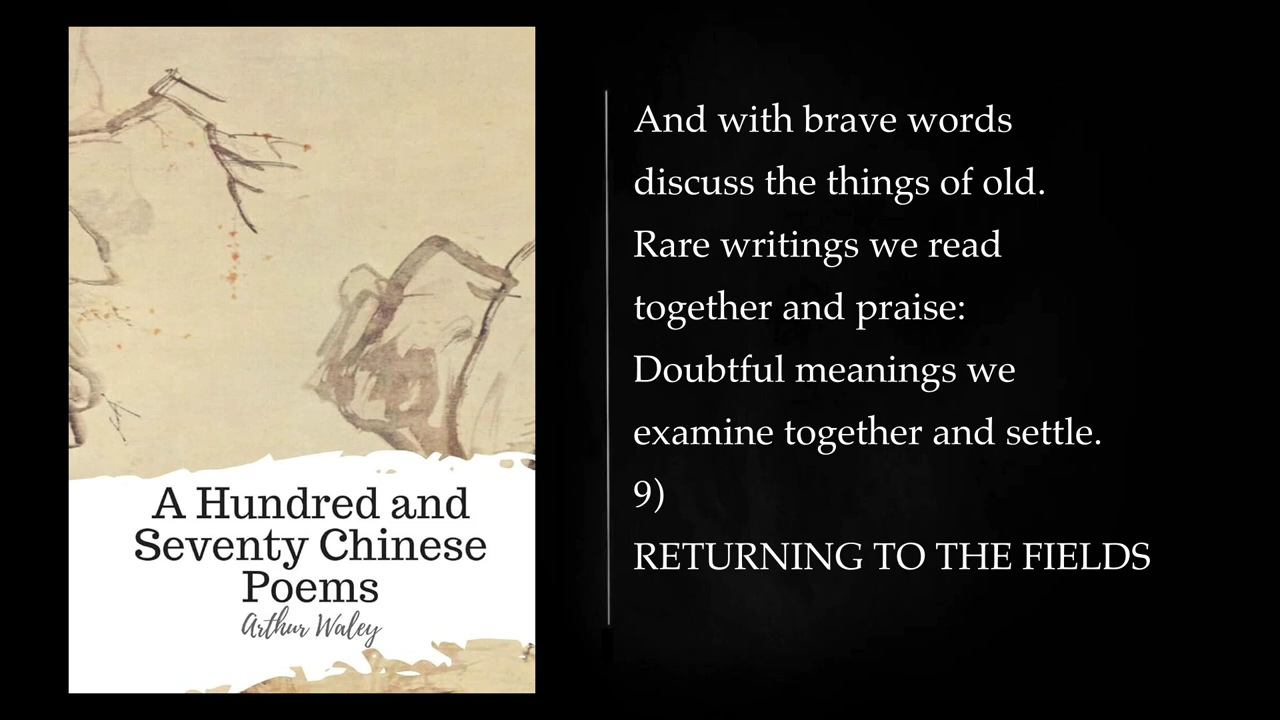 A Hundred and
Seventy Chinese
Poems
Arthur Waley
And with brave words
discuss the things of old.
Rare writings we read
together and praise:
Doubtful meanings we
examine together and settle.
9)
RETURNING TO THE FIELDS